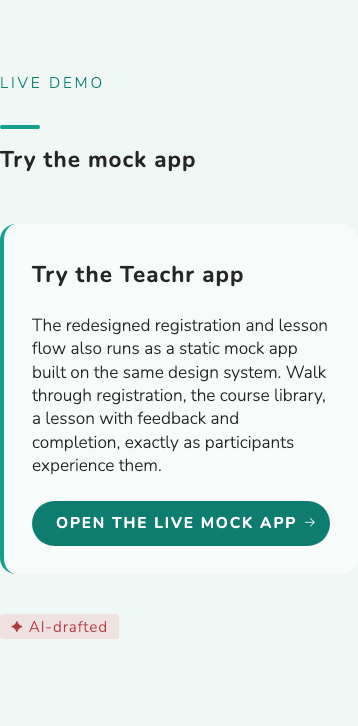 LIVE DEMO
Try the mock app
Try the Teachr app
The redesigned registration and lesson
flow also runs as a static mock app
built on the same design system. Walk
through registration, the course library,
a lesson with feedback and
completion, exactly as participants
experience them.
OPEN THE LIVE MOCK APP →
✦ AI-drafted